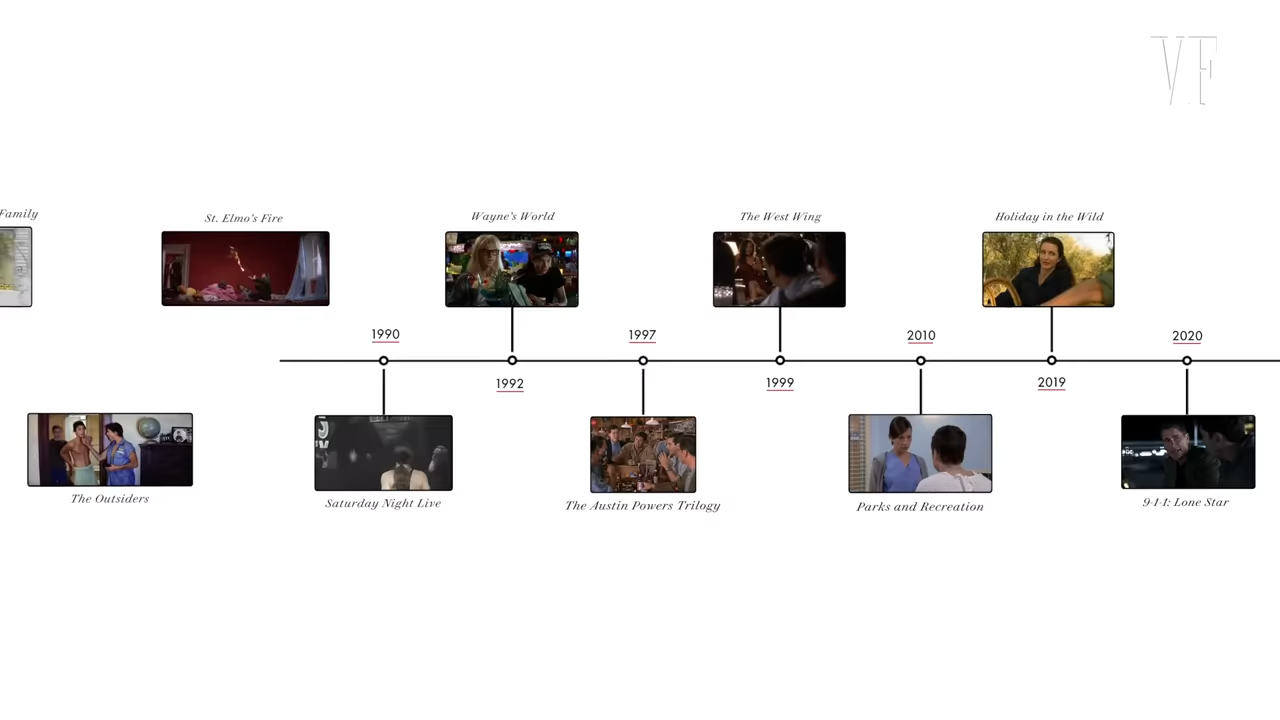 VF
Family
St. Elmo's Fire
Wayne's World
The West Wing
Holiday in the Wild
1990
1997
2010
2020
1992
1999
2019
The Outsiders
Saturday Night Live
The Austin Powers Trilogy
Parks and Recreation
9-1-1: Lone Star